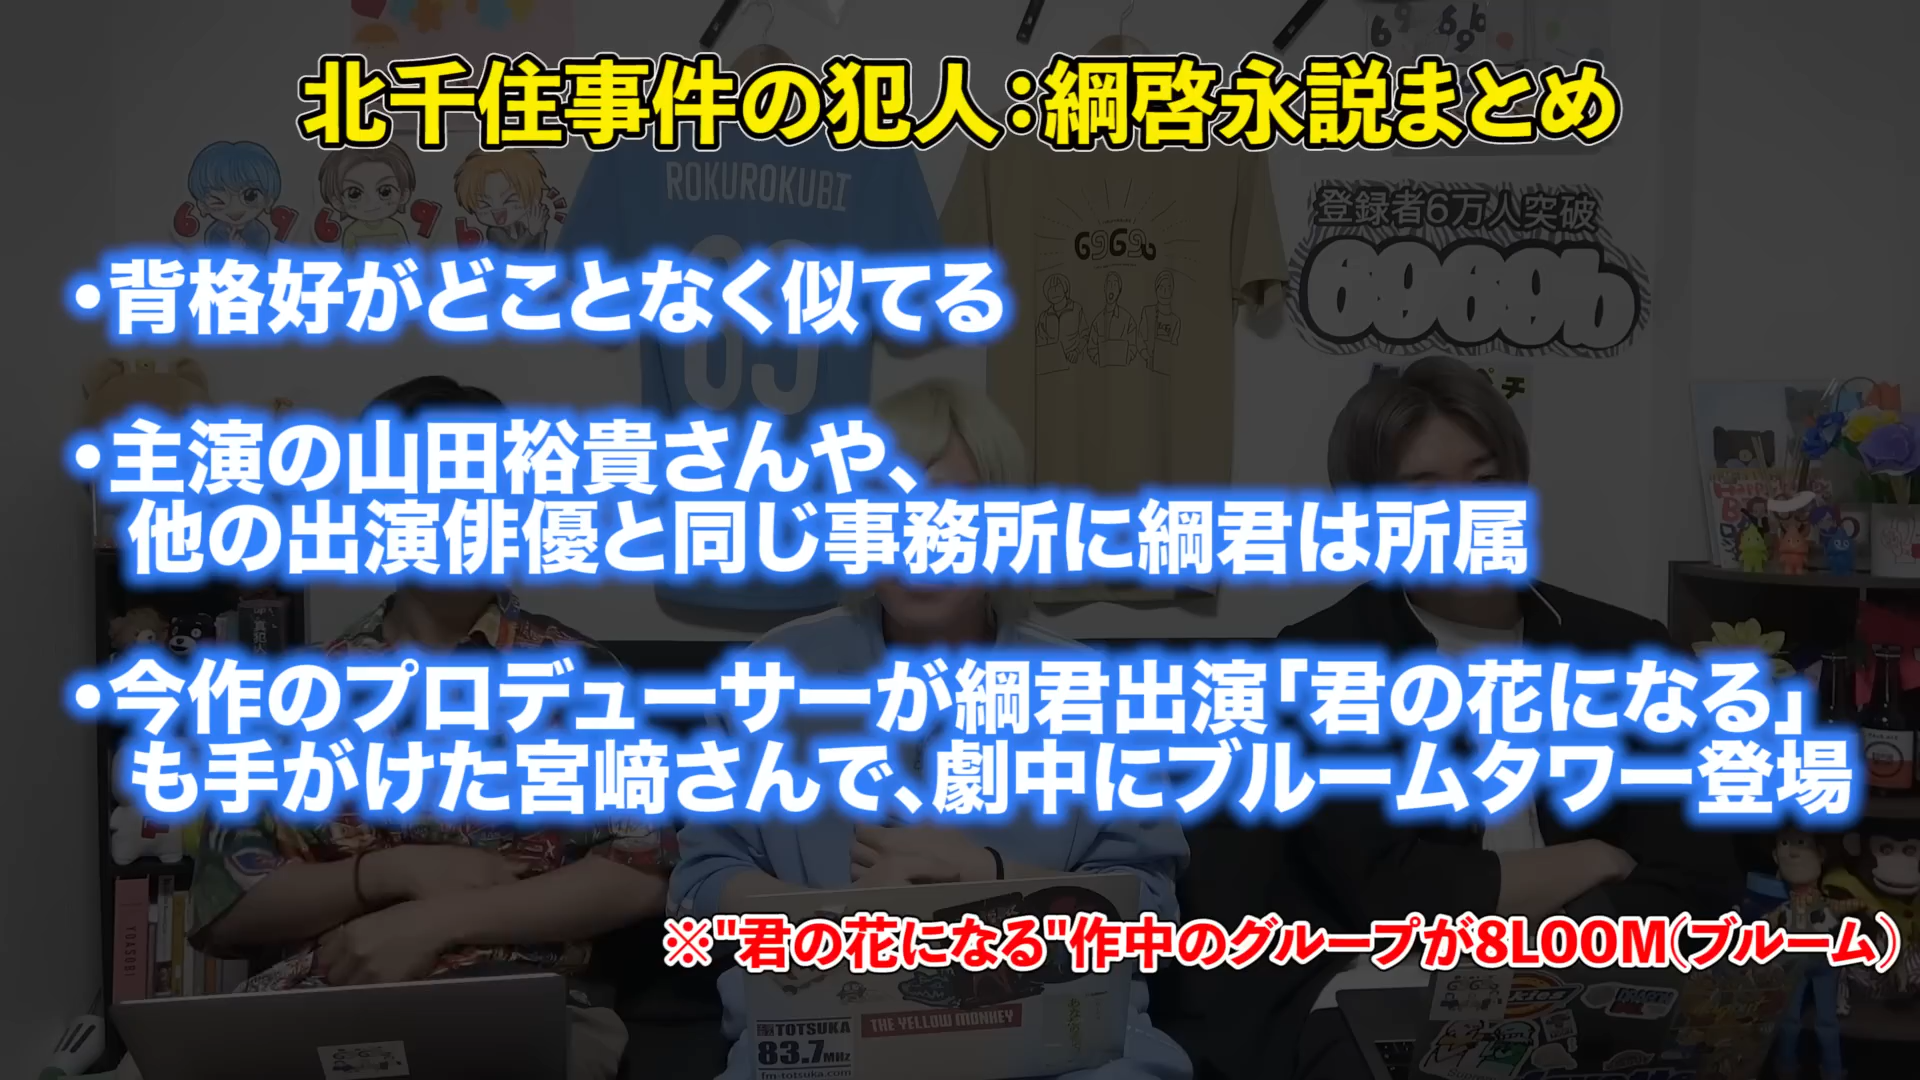 北千住事件の犯人：綱啓永説まとめ
ROKUROKUBI
69
6969b
登録者6万人突破
6969b
・背格好がどことなく似てる
・主演の山田裕貴さんや、
他の出演俳優と同じ事務所に綱君は所属
・今作のプロデューサーが綱君出演「君の花になる」
も手がけた宮﨑さんで、劇中にブルームタワー登場
※"君の花になる"作中のグループが8LOOM(ブルーム)
YOASOBI
TOTSUKA
83.7MHz
fm-totsuka.com
THE YELLOW MONKEY